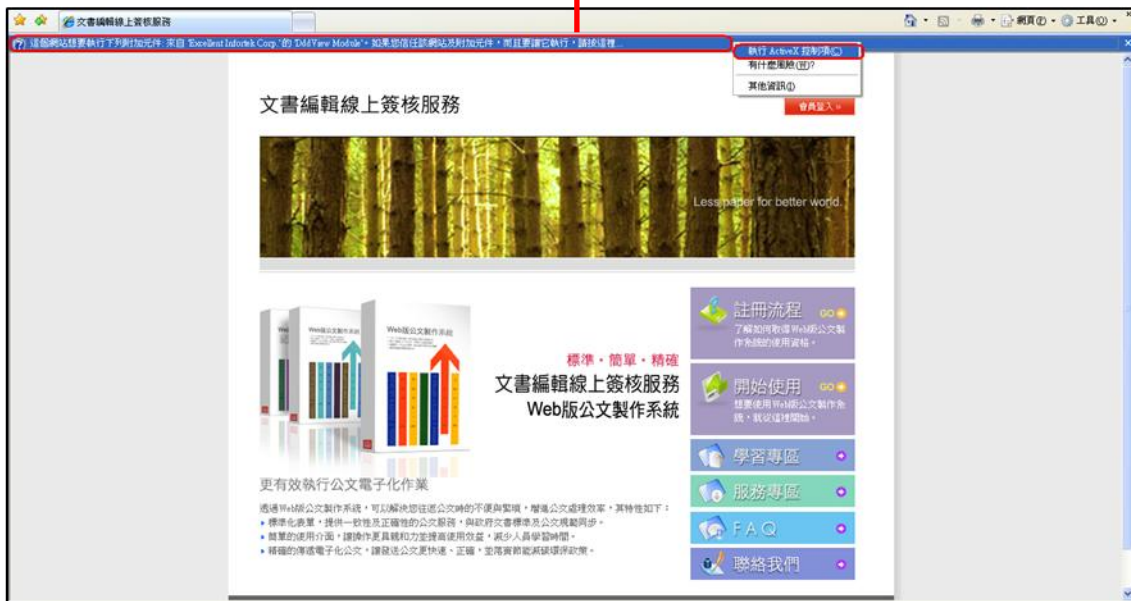 文書編輯線上簽核服務
網頁(P)
工具(O)
這個網站想要執行下列附加元件: 來自 'Excellent Infortek Corp.' 的 'DddView Module'。如果您信任該網站及附加元件，而且要讓它執行，請按這裡...
執行 ActiveX 控制項(C)
有什麼風險(W)?
其他資訊(I)
文書編輯線上簽核服務
會員登入 »
Less paper for better world.
Web版公文製作系統
Web版公文製作系統
標準・簡單・精確
文書編輯線上簽核服務
Web版公文製作系統
註冊流程 GO
了解如何取得Web版公文製
作系統的使用資格。
開始使用 GO
想要使用Web版公文製作系
統，就從這裡開始。
學習專區
服務專區
FAQ
聯絡我們
更有效執行公文電子化作業
透過Web版公文製作系統，可以解決您往返公文時的不便與緊瑣，增進公文處理效率，其特性如下：
標準化表單，提供一致性及正確性的公文服務，與政府文書標準及公文規範同步。
簡單的使用介面，讓操作更具親和力並提高使用效益，減少人員學習時間。
精確的傳遞電子化公文，讓發送公文更快速、正確，並落實節能減碳環保政策。